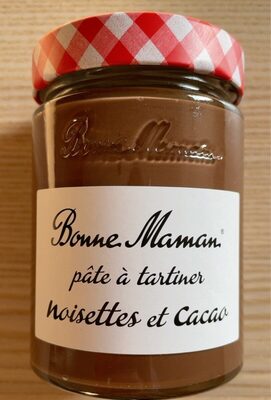 Bonne Maman
Bonne Maman®
pâte à tartiner
Noisettes et Cacao